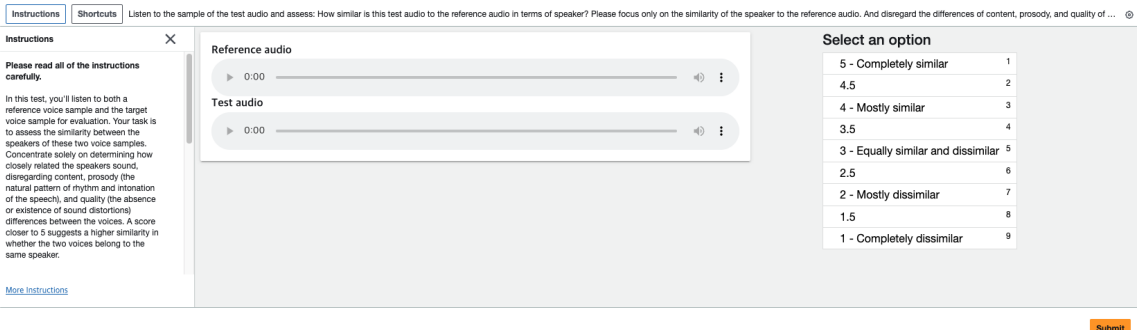 Instructions
Shortcuts
Listen to the sample of the test audio and assess: How similar is this test audio to the reference audio in terms of speaker? Please focus only on the similarity of the speaker to the reference audio. And disregard the differences of content, prosody, and quality of ...
Instructions
Please read all of the instructions
carefully.
In this test, you'll listen to both a
reference voice sample and the target
voice sample for evaluation. Your task is
to assess the similarity between the
speakers of these two voice samples.
Concentrate solely on determining how
closely related the speakers sound,
disregarding content, prosody (the
natural pattern of rhythm and intonation
of the speech), and quality (the absence
or existence of sound distortions)
differences between the voices. A score
closer to 5 suggests a higher similarity in
whether the two voices belong to the
same speaker.
More Instructions
Reference audio
0:00
Test audio
0:00
Select an option
5 - Completely similar 1
4.5 2
4 - Mostly similar 3
3.5 4
3 - Equally similar and dissimilar 5
2.5 6
2 - Mostly dissimilar 7
1.5 8
1 - Completely dissimilar 9
Submit